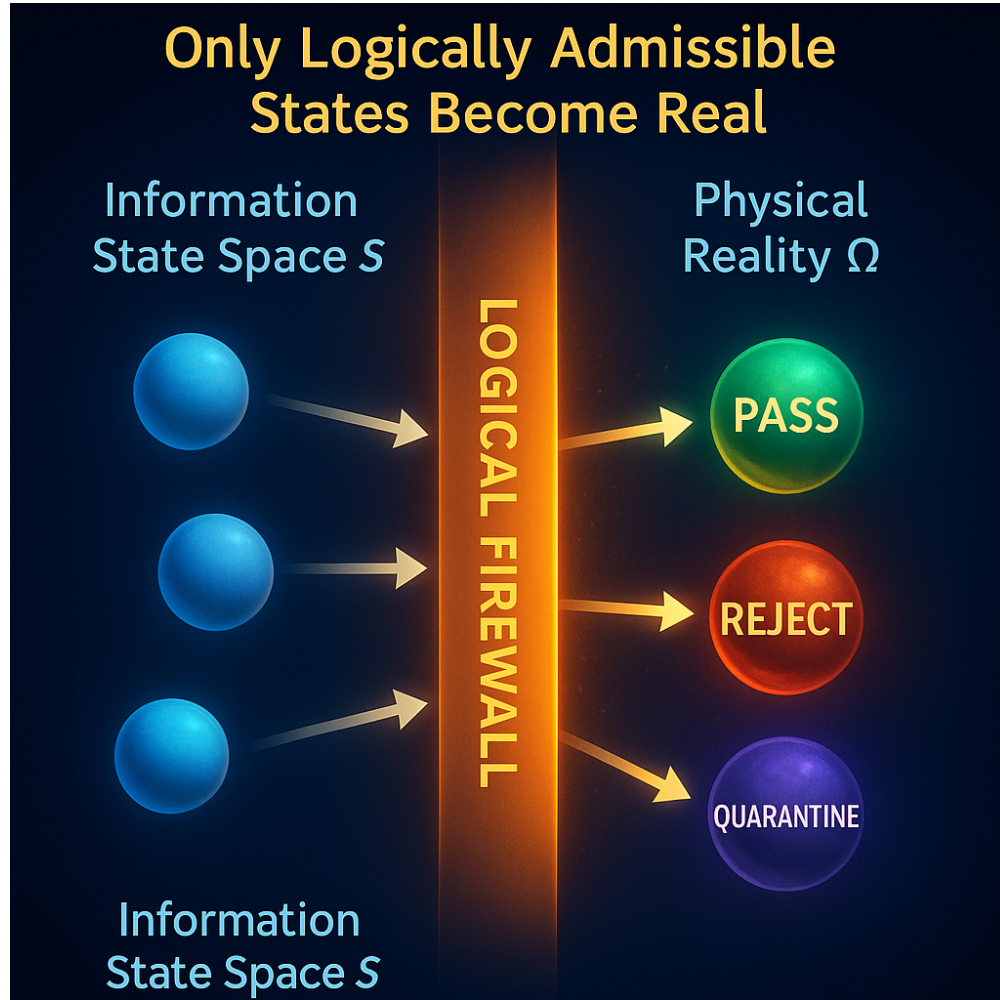 Only Logically Admissible
States Become Real
Information
State Space S
Physical
Reality Ω
LOGICAL FIREWALL
PASS
REJECT
QUARANTINE
Information
State Space S